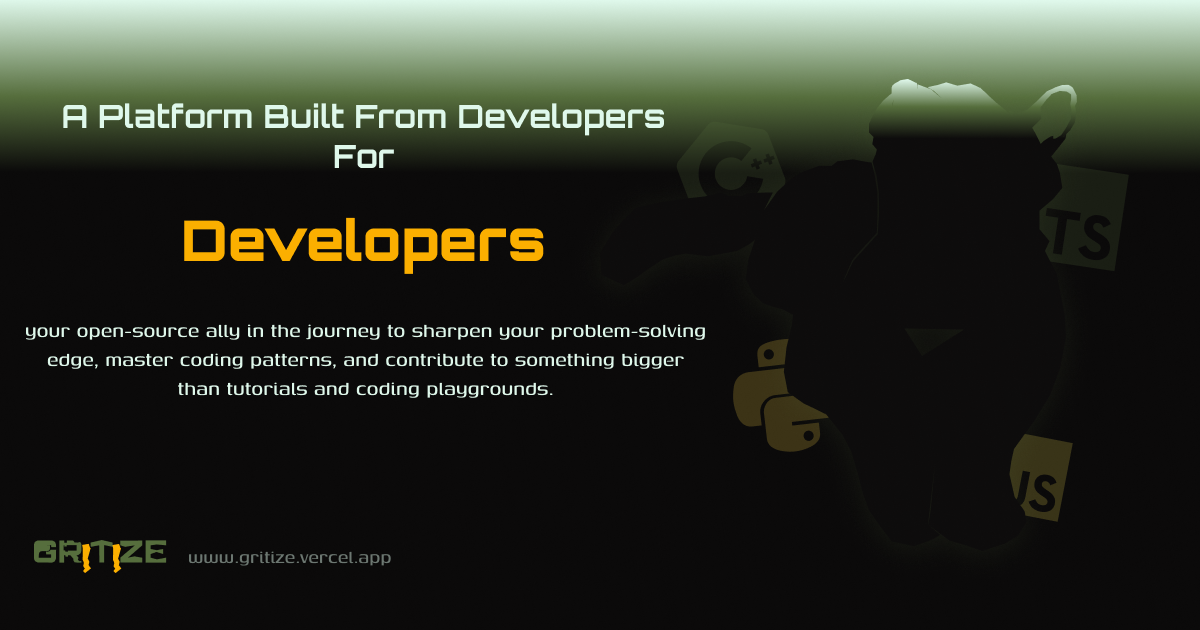 A Platform Built From Developers
For
Developers
your open-source ally in the journey to sharpen your problem-solving
edge, master coding patterns, and contribute to something bigger
than tutorials and coding playgrounds.
C++
TS
JS
GRITIZE
www.gritize.vercel.app